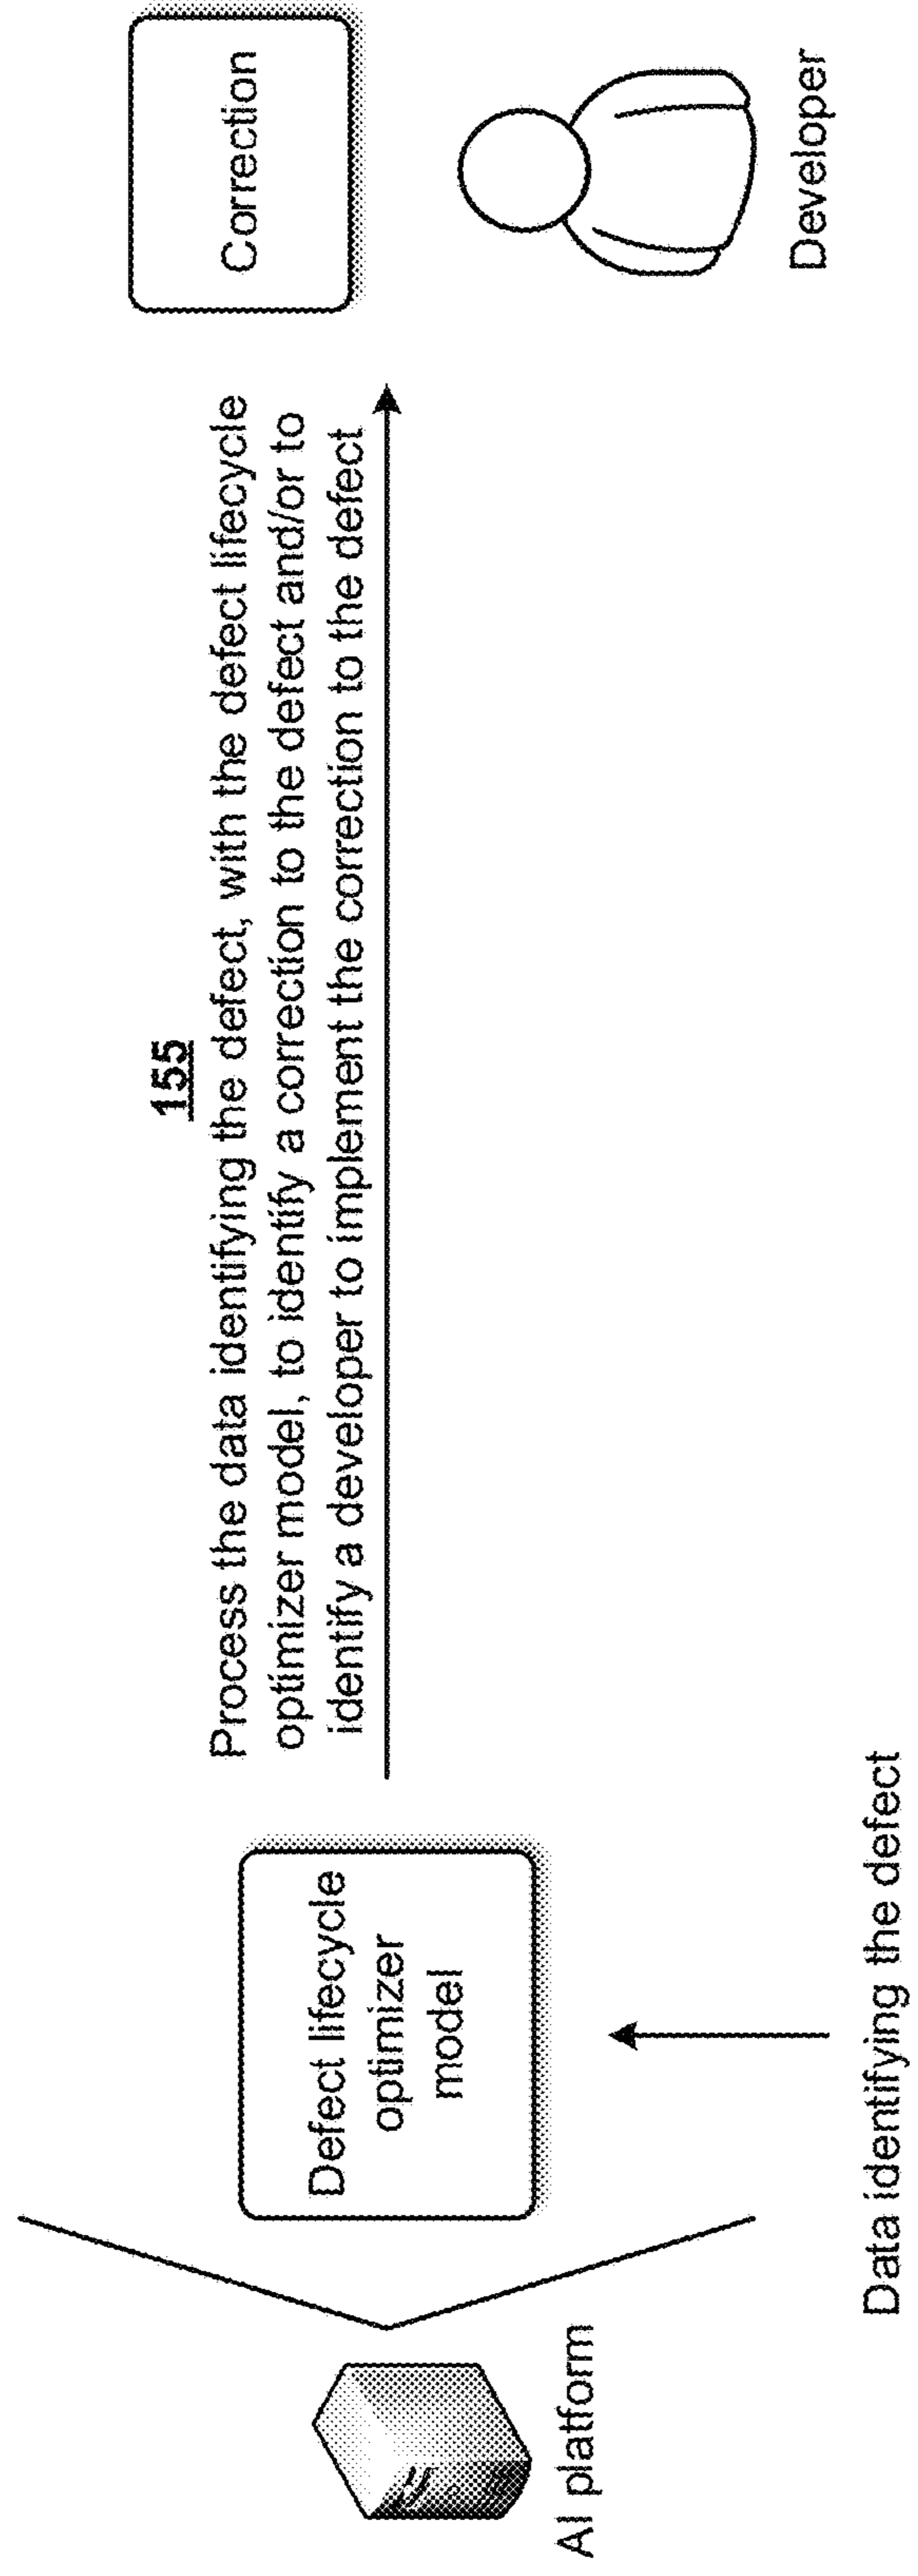 155
Process the data identifying the defect, with the defect lifecycle
optimizer model, to identify a correction to the defect and/or to
identify a developer to implement the correction to the defect
AI platform
Defect lifecycle
optimizer
model
Data identifying the defect
Correction
Developer